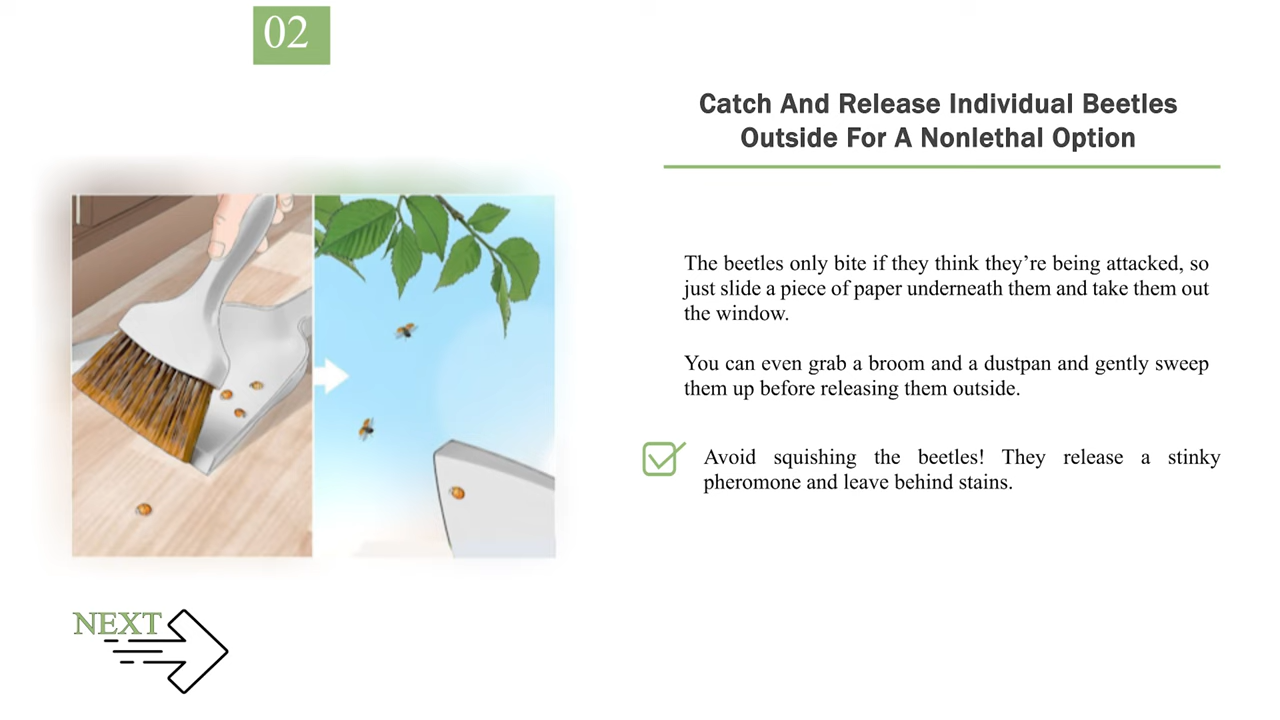 02
Catch And Release Individual Beetles
Outside For A Nonlethal Option
The beetles only bite if they think they’re being attacked, so
just slide a piece of paper underneath them and take them out
the window.
You can even grab a broom and a dustpan and gently sweep
them up before releasing them outside.
Avoid squishing the beetles! They release a stinky
pheromone and leave behind stains.
NEXT